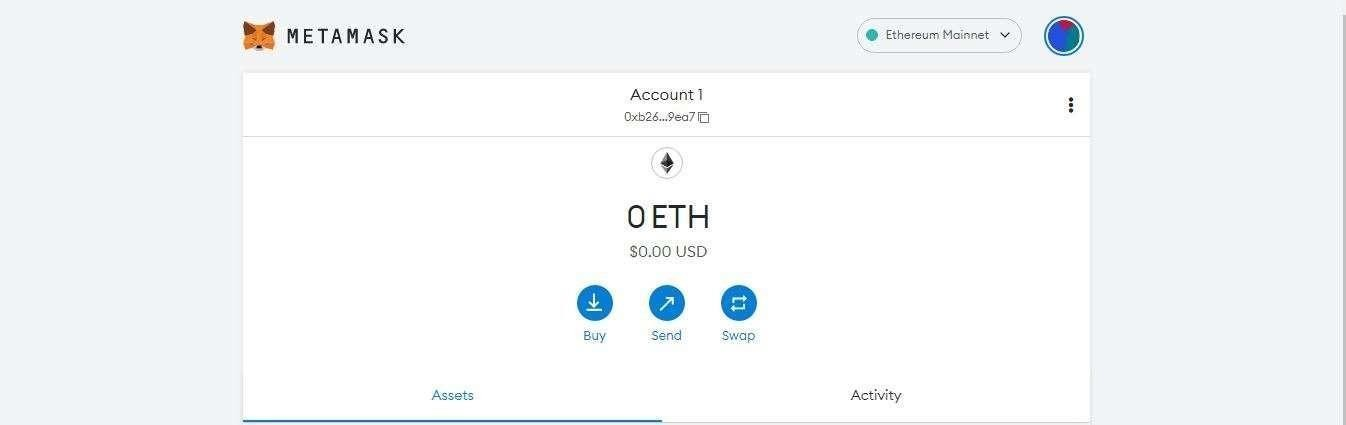 METAMASK
Ethereum Mainnet
Account 1
0xb26...9ea7
0 ETH
$0.00 USD
Buy Send Swap
Assets Activity